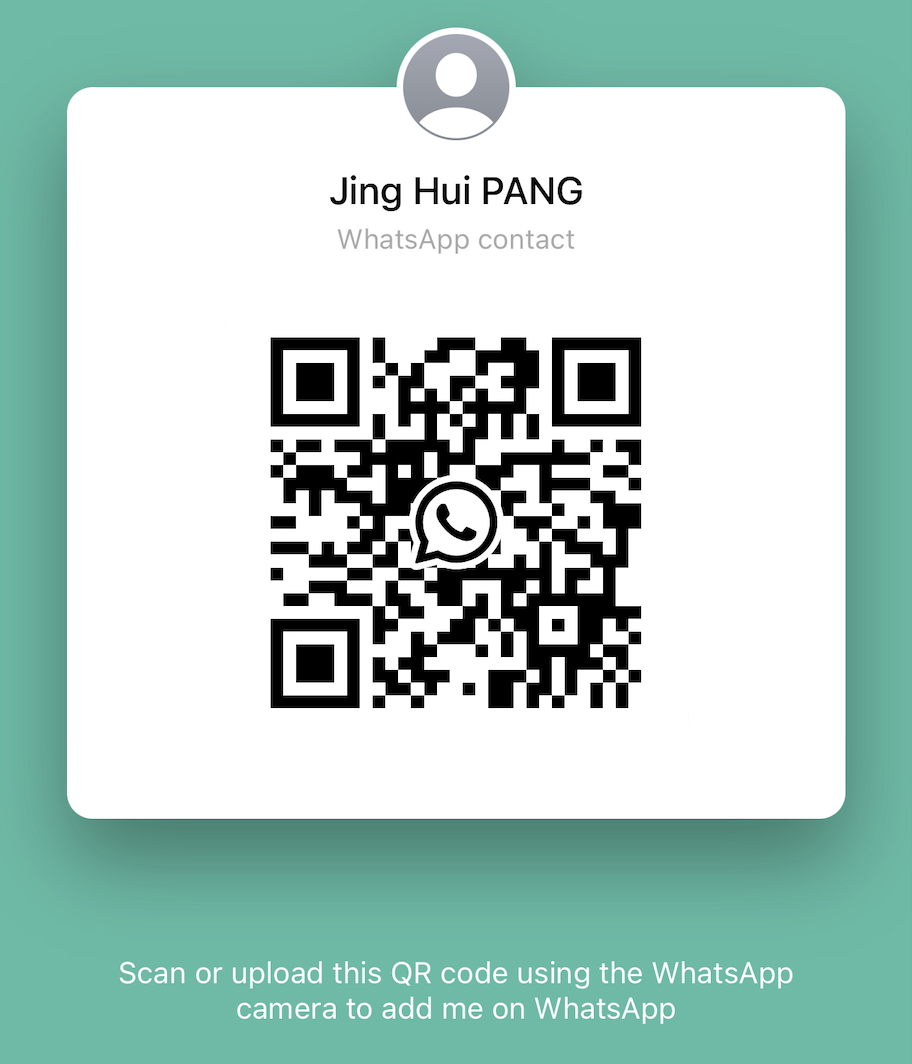 Jing Hui PANG
WhatsApp contact
Scan or upload this QR code using the WhatsApp
camera to add me on WhatsApp